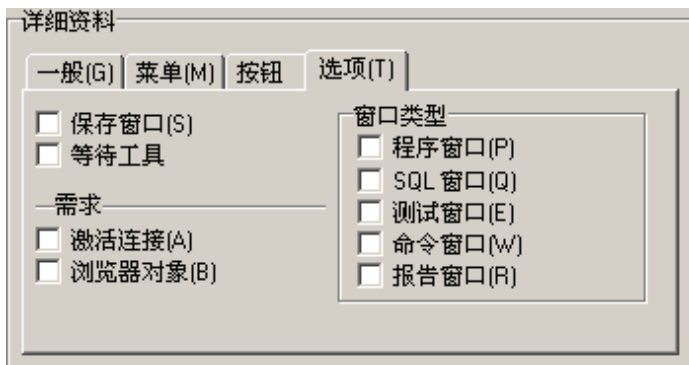 详细资料
一般(G) 菜单(M) 按钮 选项(T)
保存窗口(S)
等待工具
需求
激活连接(A)
浏览器对象(B)
窗口类型
程序窗口(P)
SQL 窗口(Q)
测试窗口(E)
命令窗口(W)
报告窗口(R)